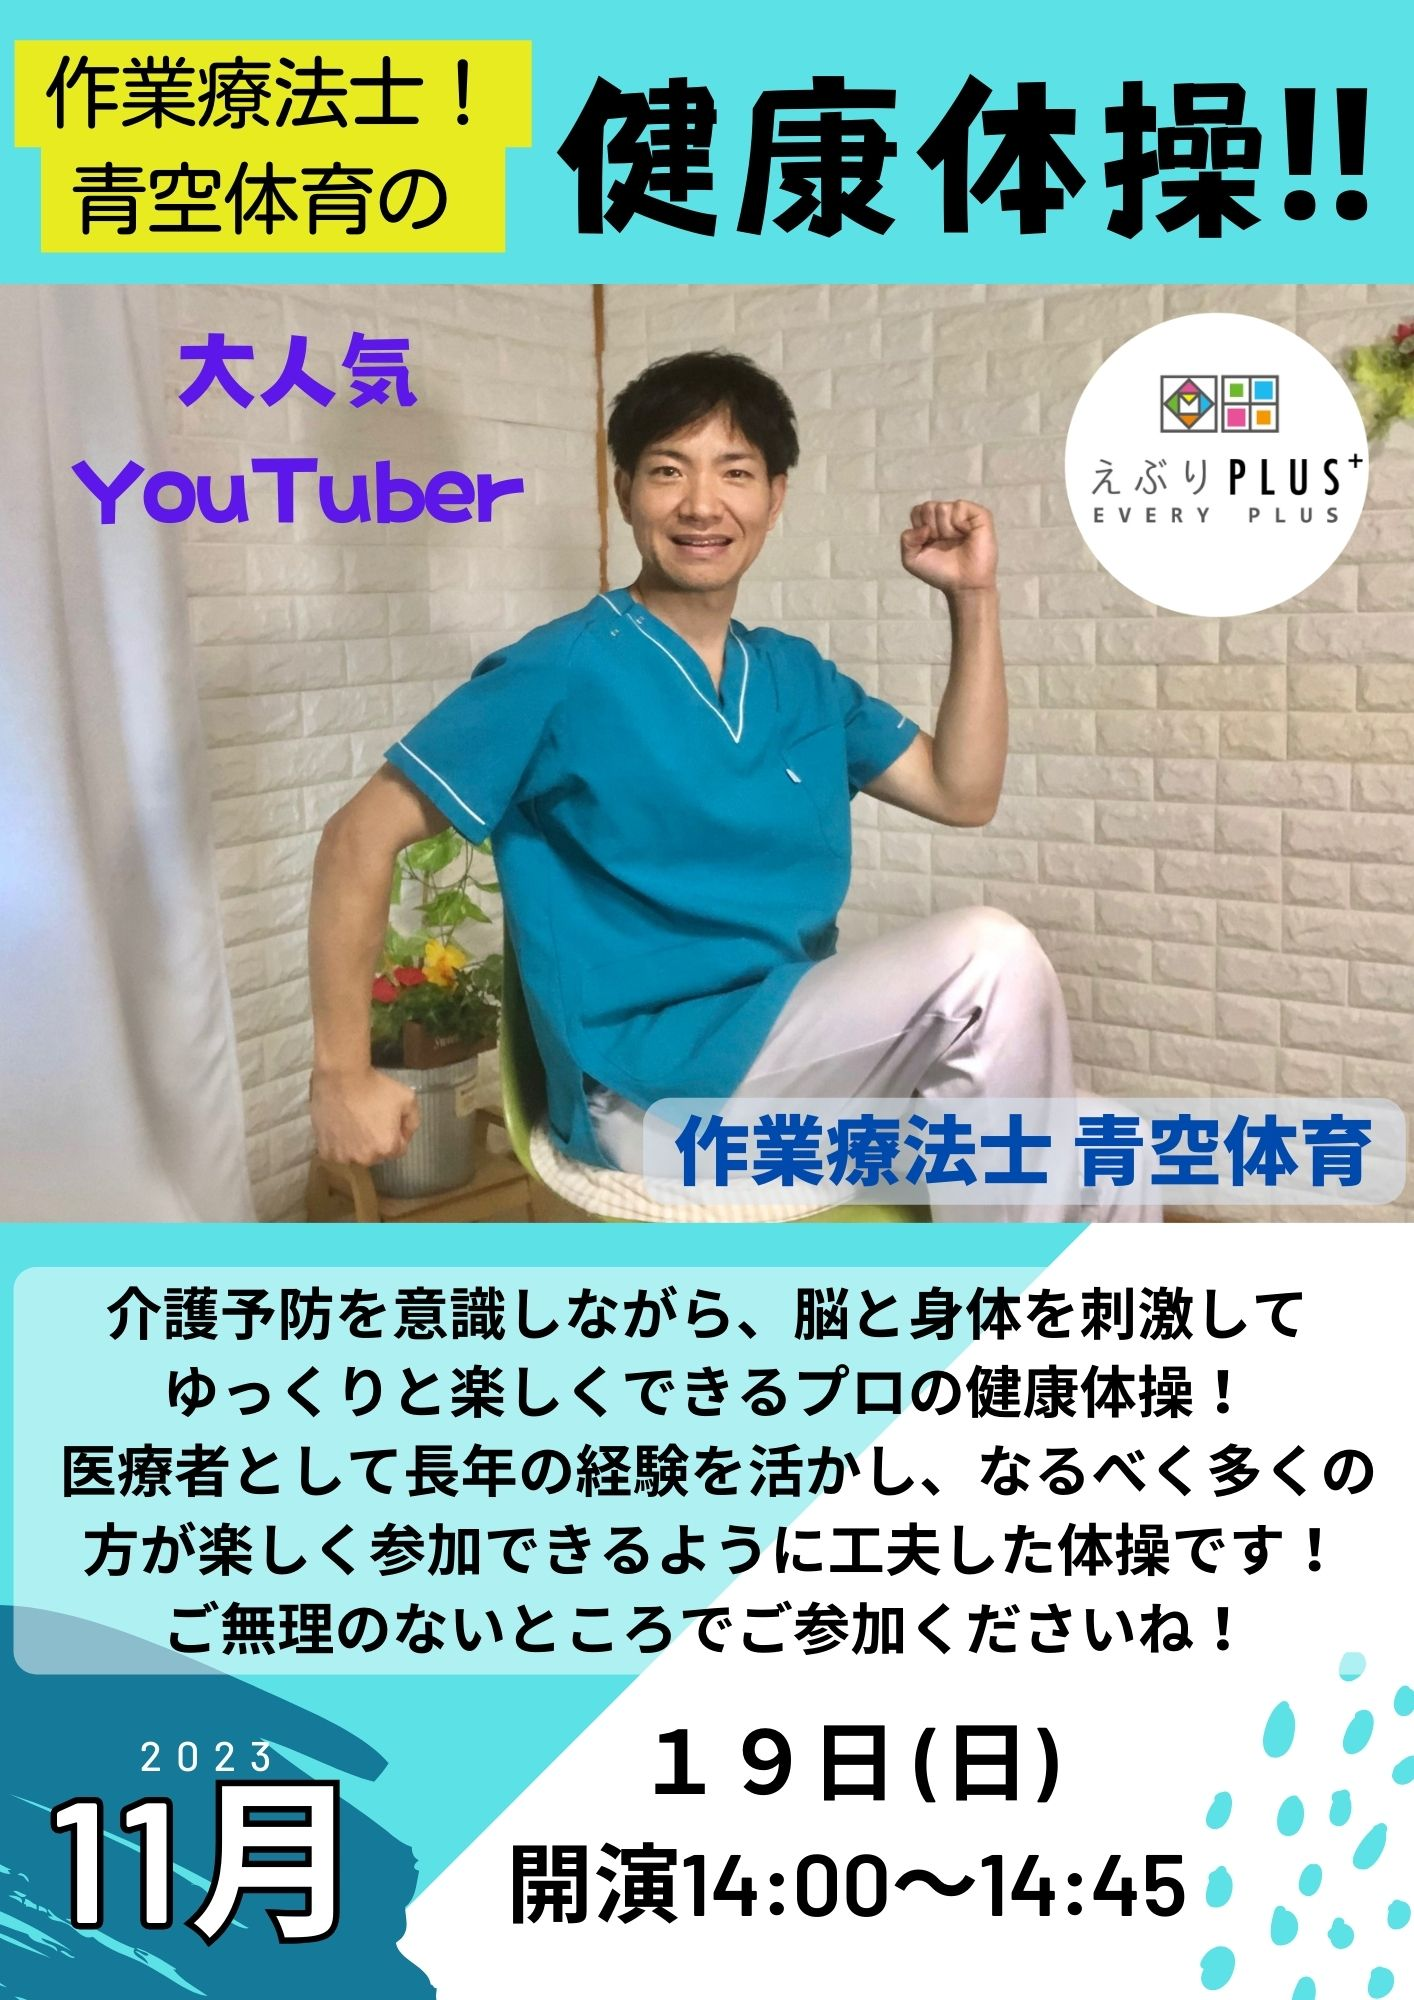 作業療法士！
青空体育の
健康体操!!
大人気
YouTuber
えぶりPLUS+
EVERY PLUS
作業療法士 青空体育
介護予防を意識しながら、脳と身体を刺激して
ゆっくりと楽しくできるプロの健康体操！
医療者として長年の経験を活かし、なるべく多くの
方が楽しく参加できるように工夫した体操です！
ご無理のないところでご参加くださいね！
2023
11月
１９日(日)
開演14:00～14:45